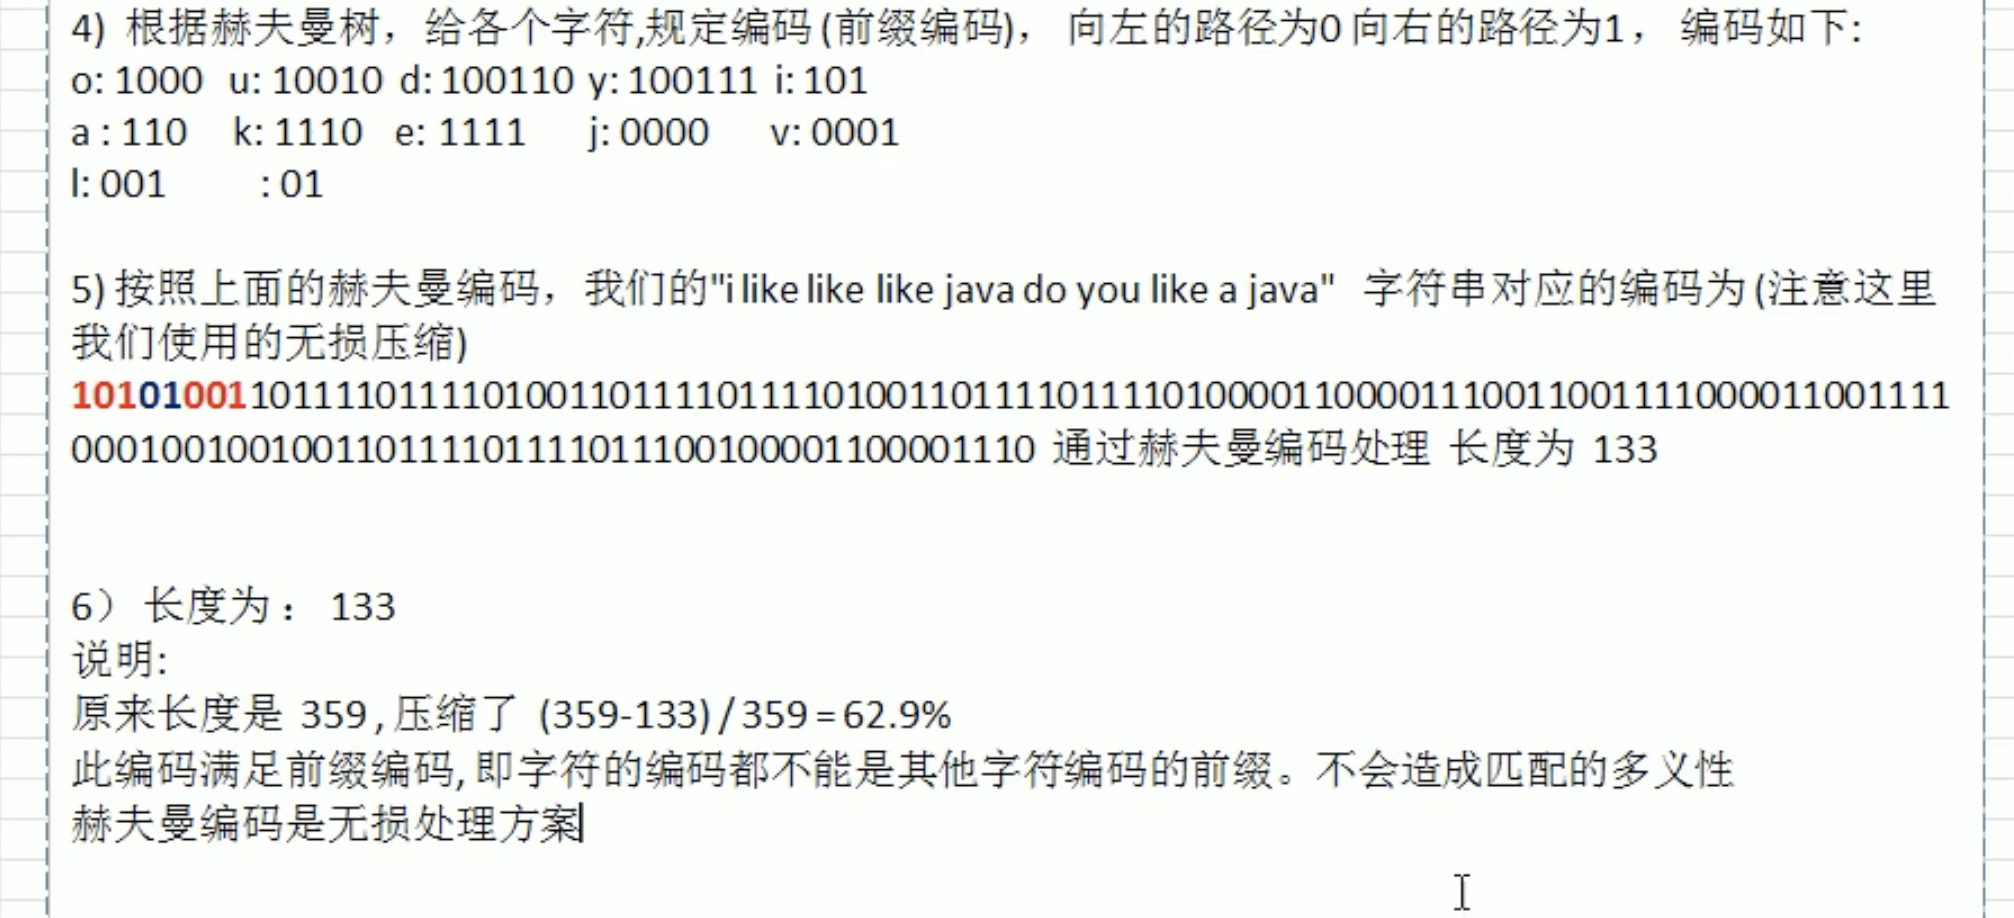 4) 根据赫夫曼树，给各个字符,规定编码 (前缀编码)， 向左的路径为0 向右的路径为1， 编码如下:
o: 1000 u: 10010 d: 100110 y: 100111 i: 101
a : 110 k: 1110 e: 1111 j: 0000 v: 0001
l: 001 : 01
5) 按照上面的赫夫曼编码，我们的"i like like like java do you like a java" 字符串对应的编码为 (注意这里
我们使用的无损压缩)
1010100110111101111010011011110111101001101111011110100001100001110011001111000011001111
000100100100110111101111011100100001100001110 通过赫夫曼编码处理 长度为 133
6） 长度为： 133
说明:
原来长度是 359 , 压缩了 (359-133) / 359 = 62.9%
此编码满足前缀编码, 即字符的编码都不能是其他字符编码的前缀。不会造成匹配的多义性
赫夫曼编码是无损处理方案